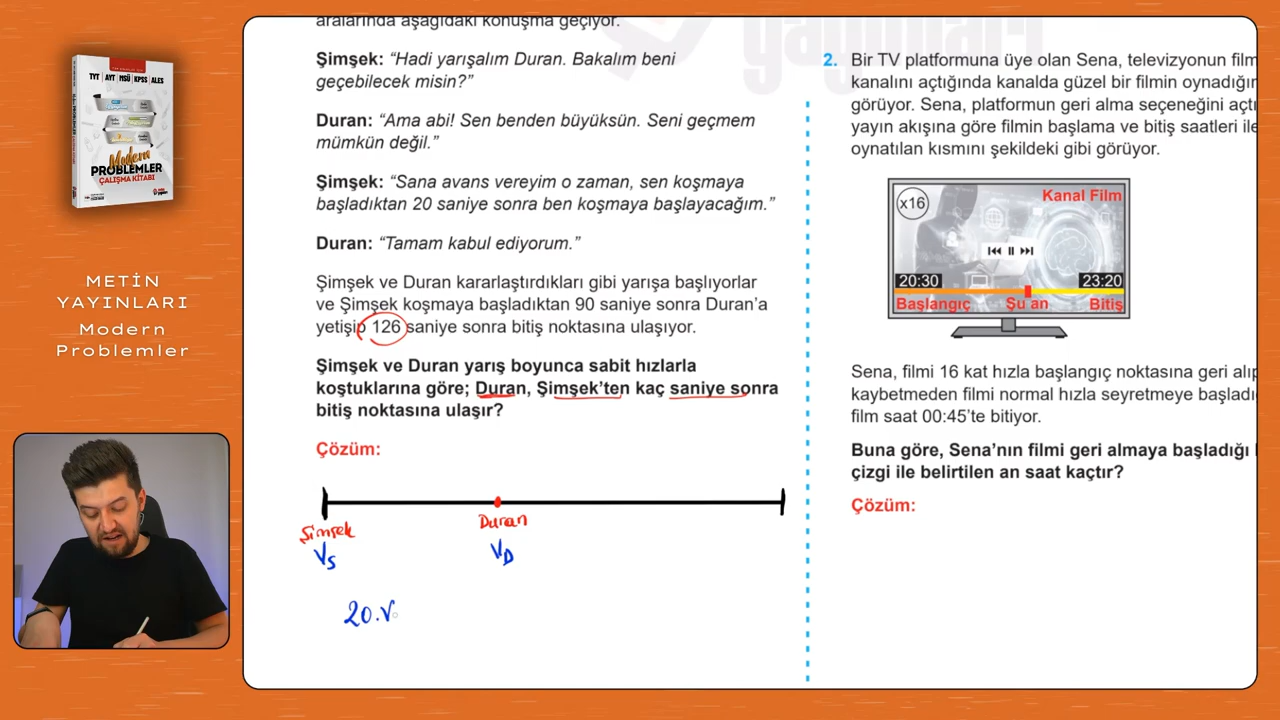 TYT AYT MSÜ KPSS ALES
Modern
PROBLEMLER
ÇALIŞMA KİTABI
METİN
YAYINLARI
Modern
Problemler
aralarında aşağıdaki konuşma geçiyor.
Şimşek: “Hadi yarışalım Duran. Bakalım beni
geçebilecek misin?”
Duran: “Ama abi! Sen benden büyüksün. Seni geçmem
mümkün değil.”
Şimşek: “Sana avans vereyim o zaman, sen koşmaya
başladıktan 20 saniye sonra ben koşmaya başlayacağım.”
Duran: “Tamam kabul ediyorum.”
Şimşek ve Duran kararlaştırdıkları gibi yarışa başlıyorlar
ve Şimşek koşmaya başladıktan 90 saniye sonra Duran’a
yetişip 126 saniye sonra bitiş noktasına ulaşıyor.
Şimşek ve Duran yarış boyunca sabit hızlarla
koştuklarına göre; Duran, Şimşek’ten kaç saniye sonra
bitiş noktasına ulaşır?
Çözüm:
Şimşek
Duran
VS
VD
20.V
yayınları
2. Bir TV platformuna üye olan Sena, televizyonun film
kanalını açtığında kanalda güzel bir filmin oynadığın
görüyor. Sena, platformun geri alma seçeneğini açtı
yayın akışına göre filmin başlama ve bitiş saatleri ile
oynatılan kısmını şekildeki gibi görüyor.
x16
Kanal Film
20:30
23:20
Başlangıç
Şu an
Bitiş
Sena, filmi 16 kat hızla başlangıç noktasına geri alıp
kaybetmeden filmi normal hızla seyretmeye başladı
film saat 00:45’te bitiyor.
Buna göre, Sena’nın filmi geri almaya başladığı
çizgi ile belirtilen an saat kaçtır?
Çözüm: